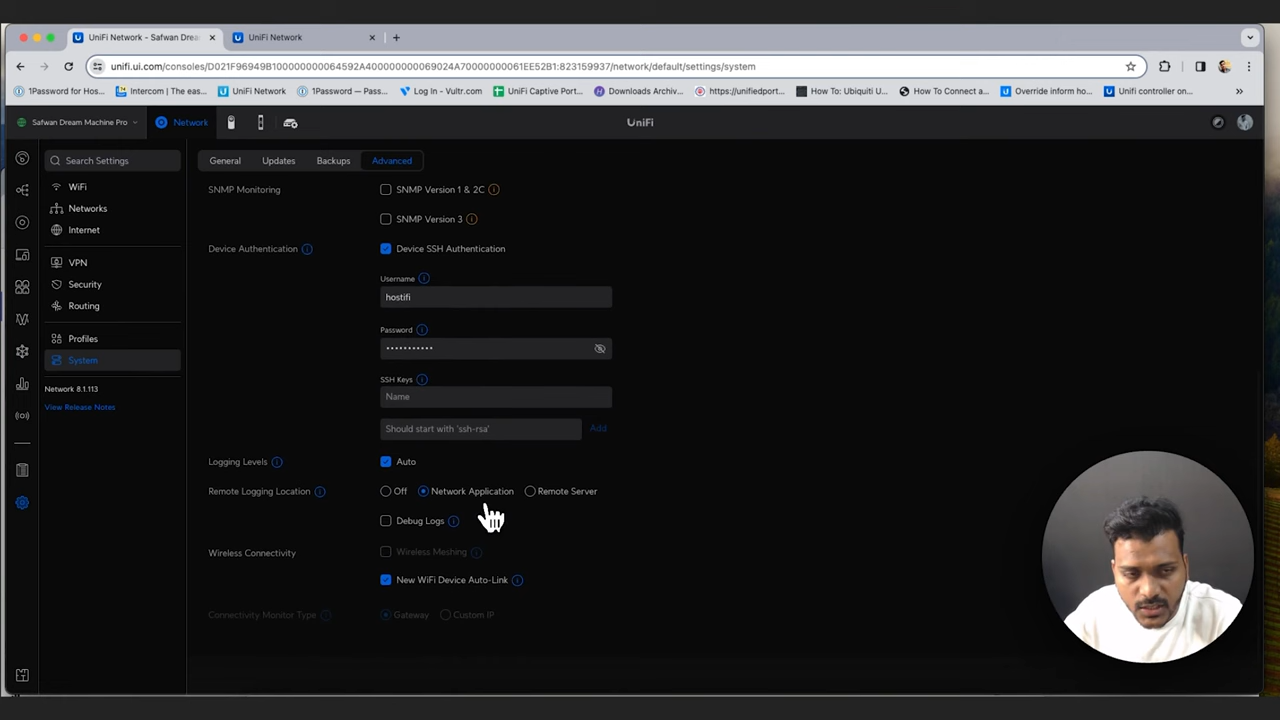 UniFi Network - Safwan Drea
UniFi Network
unifi.ui.com/consoles/D021F96949B10000000064592A400000000069024A70000000061EE52B1:823159937/network/default/settings/system
1Password for Hos...
Intercom | The eas...
UniFi Network
1Password — Pass...
Log In - Vultr.com
UniFi Captive Port...
Downloads Archiv...
https://unifiedport...
How To: Ubiquiti U...
How To Connect a...
Override inform ho...
Unifi controller on...
»
Safwan Dream Machine Pro
Network
UniFi
Search Settings
General
Updates
Backups
Advanced
WiFi
Networks
Internet
VPN
Security
Routing
Profiles
System
Network 8.1.113
View Release Notes
SNMP Monitoring
SNMP Version 1 & 2C
SNMP Version 3
Device Authentication
Device SSH Authentication
Username
hostifi
Password
•••••••••••
SSH Keys
Name
Should start with 'ssh-rsa'
Add
Logging Levels
Auto
Remote Logging Location
Off
Network Application
Remote Server
Debug Logs
Wireless Connectivity
Wireless Meshing
New WiFi Device Auto-Link
Connectivity Monitor Type
Gateway
Custom IP